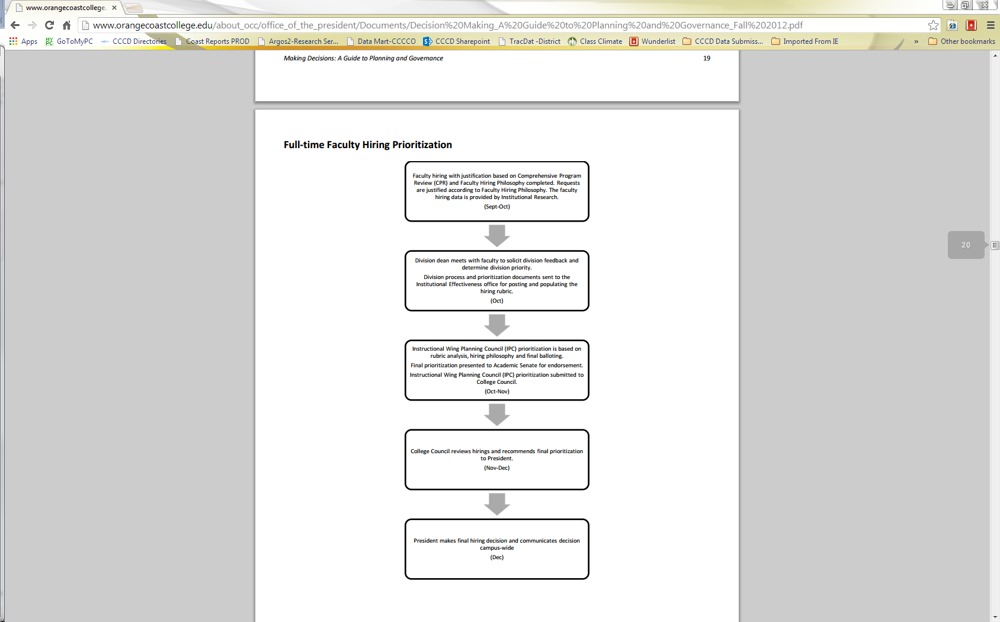 www.orangecoastcollege.
www.orangecoastcollege.edu/about_occ/office_of_the_president/Documents/Decision%20Making_A%20Guide%20to%20Planning%20and%20Governance_Fall%202012.pdf
Apps GoToMyPC CCCD Directories Coast Reports PROD Argos2-Research Ser... Data Mart-CCCCO CCCD Sharepoint TracDat -District Class Climate Wunderlist CCCD Data Submiss... Imported From IE » Other bookmarks
Making Decisions: A Guide to Planning and Governance 19
Full-time Faculty Hiring Prioritization
Faculty hiring with justification based on Comprehensive Program
Review (CPR) and Faculty Hiring Philosophy completed. Requests
are justified according to Faculty Hiring Philosophy. The faculty
hiring data is provided by Institutional Research.
(Sept-Oct)
20
Division dean meets with faculty to solicit division feedback and
determine division priority.
Division process and prioritization documents sent to the
Institutional Effectiveness office for posting and populating the
hiring rubric.
(Oct)
Instructional Wing Planning Council (IPC) prioritization is based on
rubric analysis, hiring philosophy and final balloting.
Final prioritization presented to Academic Senate for endorsement.
Instructional Wing Planning Council (IPC) prioritization submitted to
College Council.
(Oct-Nov)
College Council reviews hirings and recommends final prioritization
to President.
(Nov-Dec)
President makes final hiring decision and communicates decision
campus-wide
(Dec)